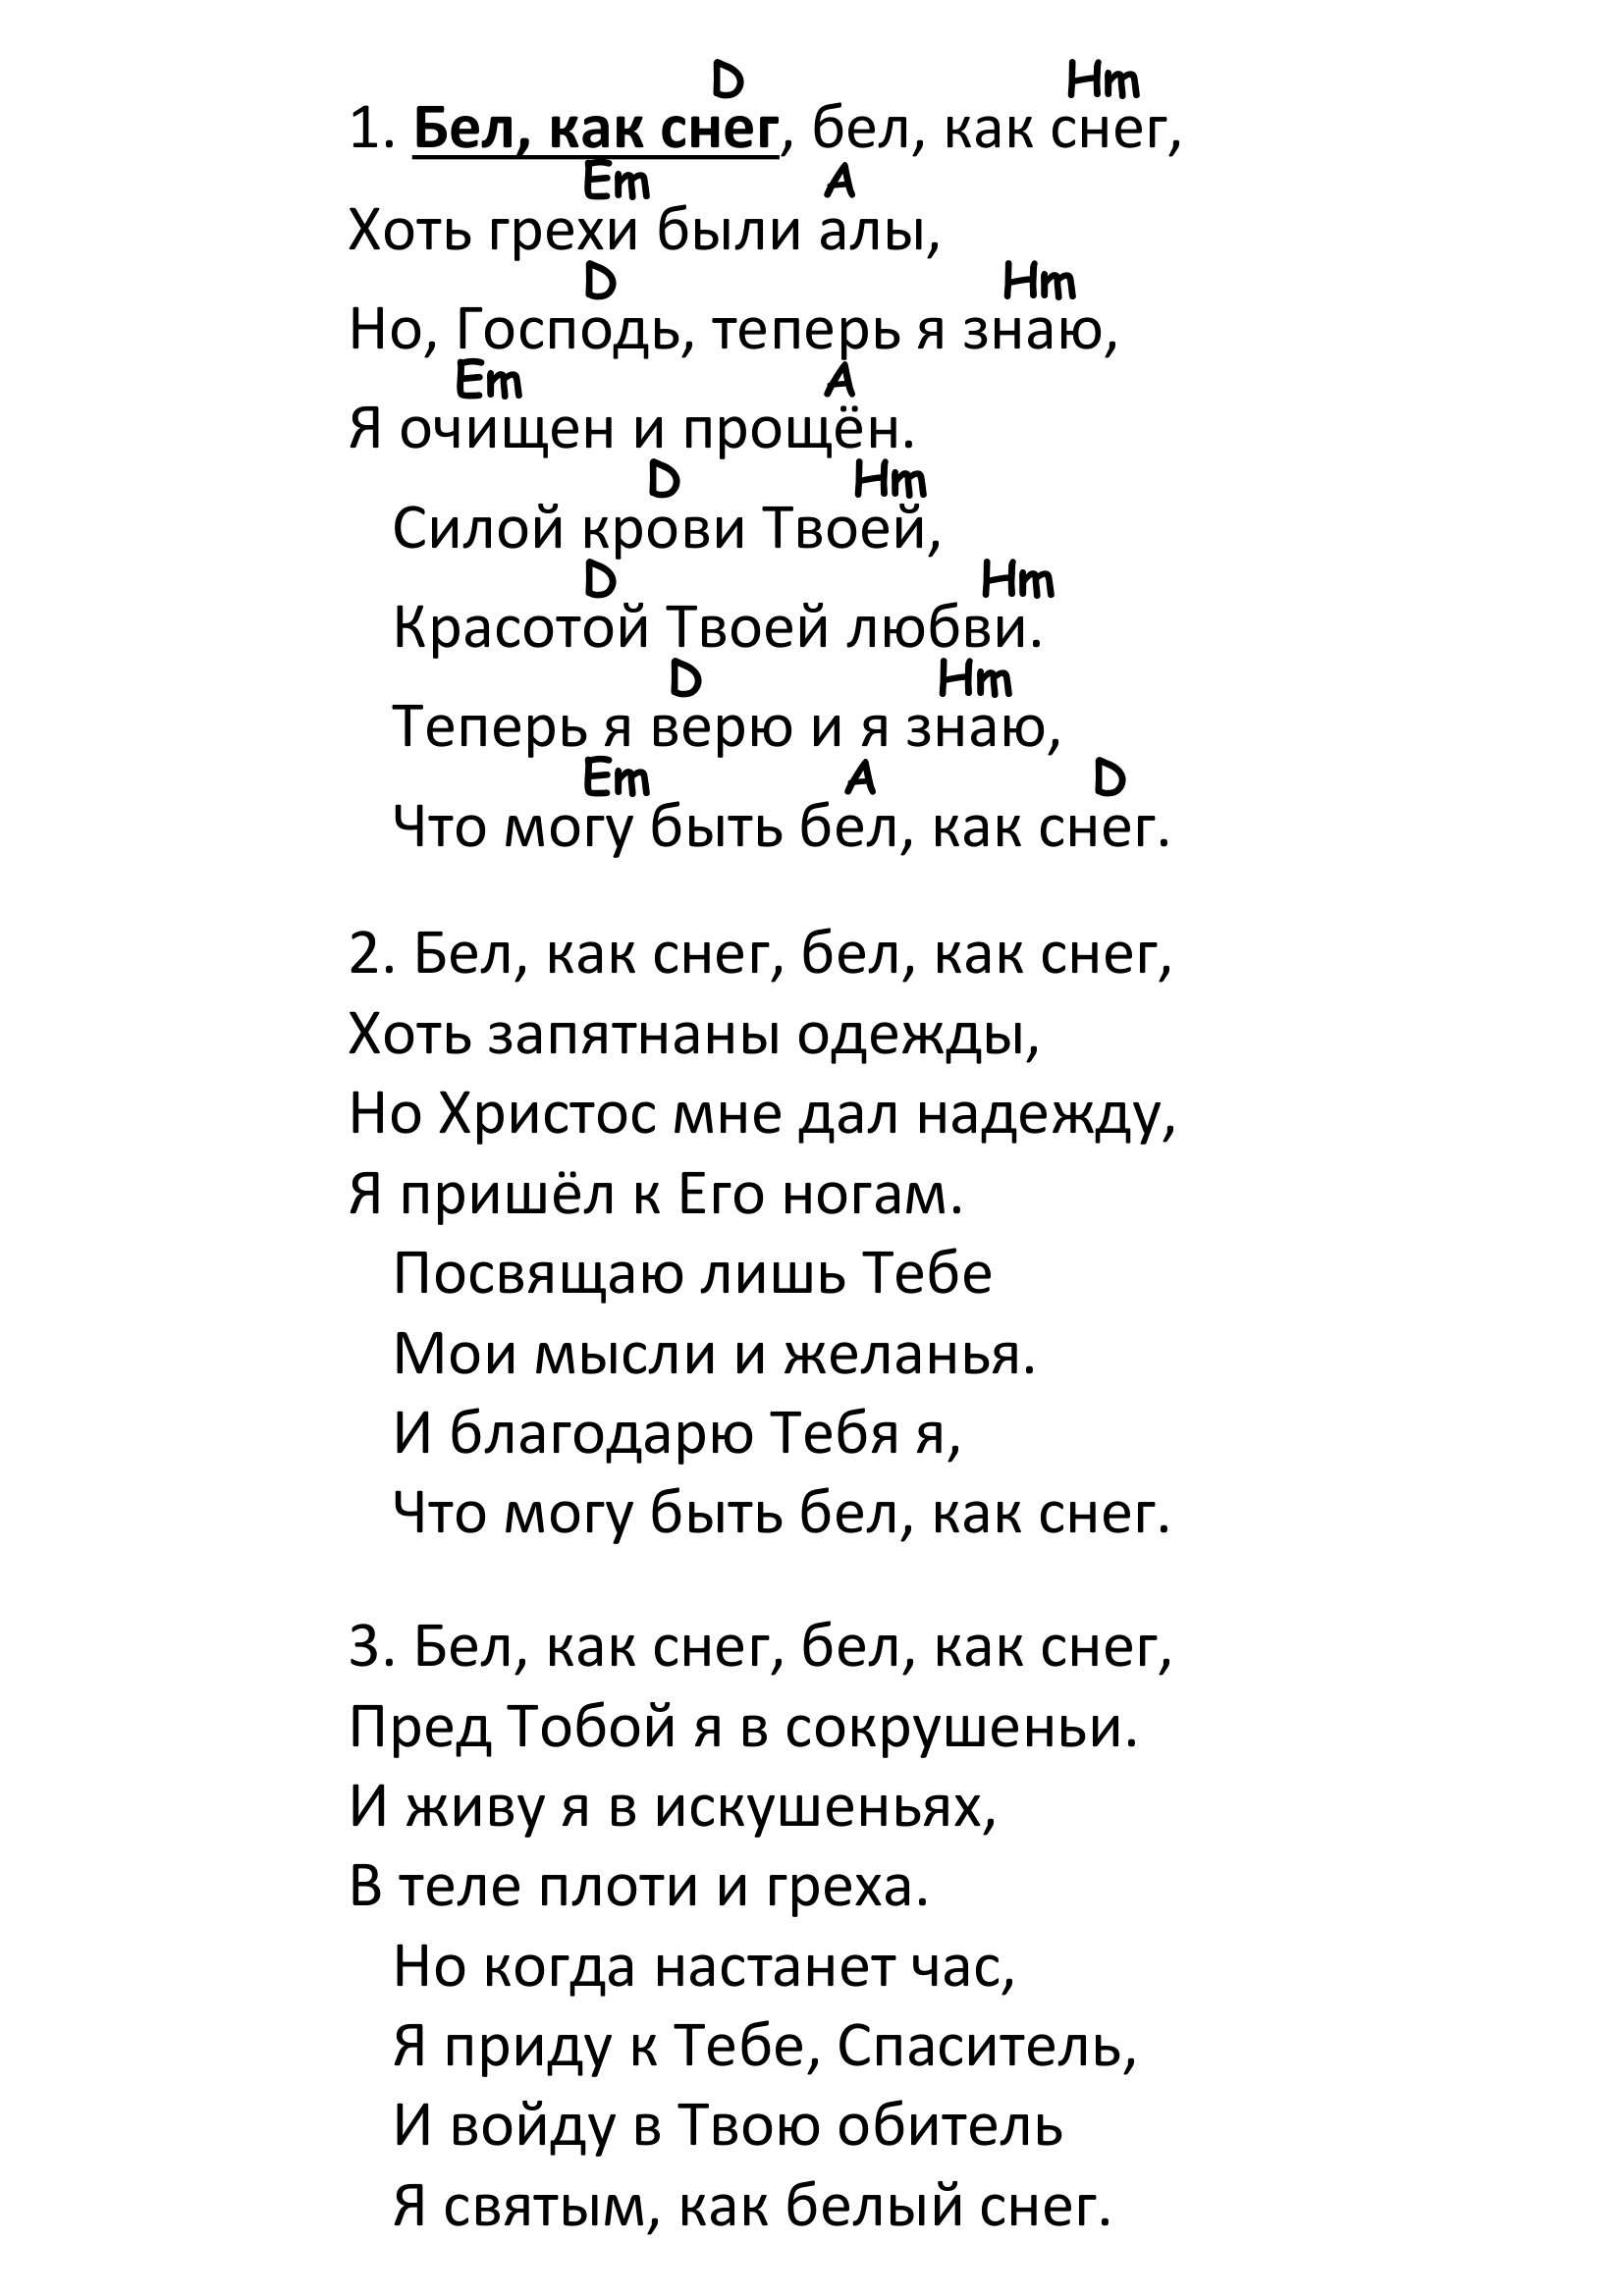 D Hm
1. Бел, как снег, бел, как снег,
Em A
Хоть грехи были алы,
D Hm
Но, Господь, теперь я знаю,
Em A
Я очищен и прощён.
D Hm
Силой крови Твоей,
D Hm
Красотой Твоей любви.
D Hm
Теперь я верю и я знаю,
Em A D
Что могу быть бел, как снег.
2. Бел, как снег, бел, как снег,
Хоть запятнаны одежды,
Но Христос мне дал надежду,
Я пришёл к Его ногам.
Посвящаю лишь Тебе
Мои мысли и желанья.
И благодарю Тебя я,
Что могу быть бел, как снег.
3. Бел, как снег, бел, как снег,
Пред Тобой я в сокрушеньи.
И живу я в искушеньях,
В теле плоти и греха.
Но когда настанет час,
Я приду к Тебе, Спаситель,
И войду в Твою обитель
Я святым, как белый снег.